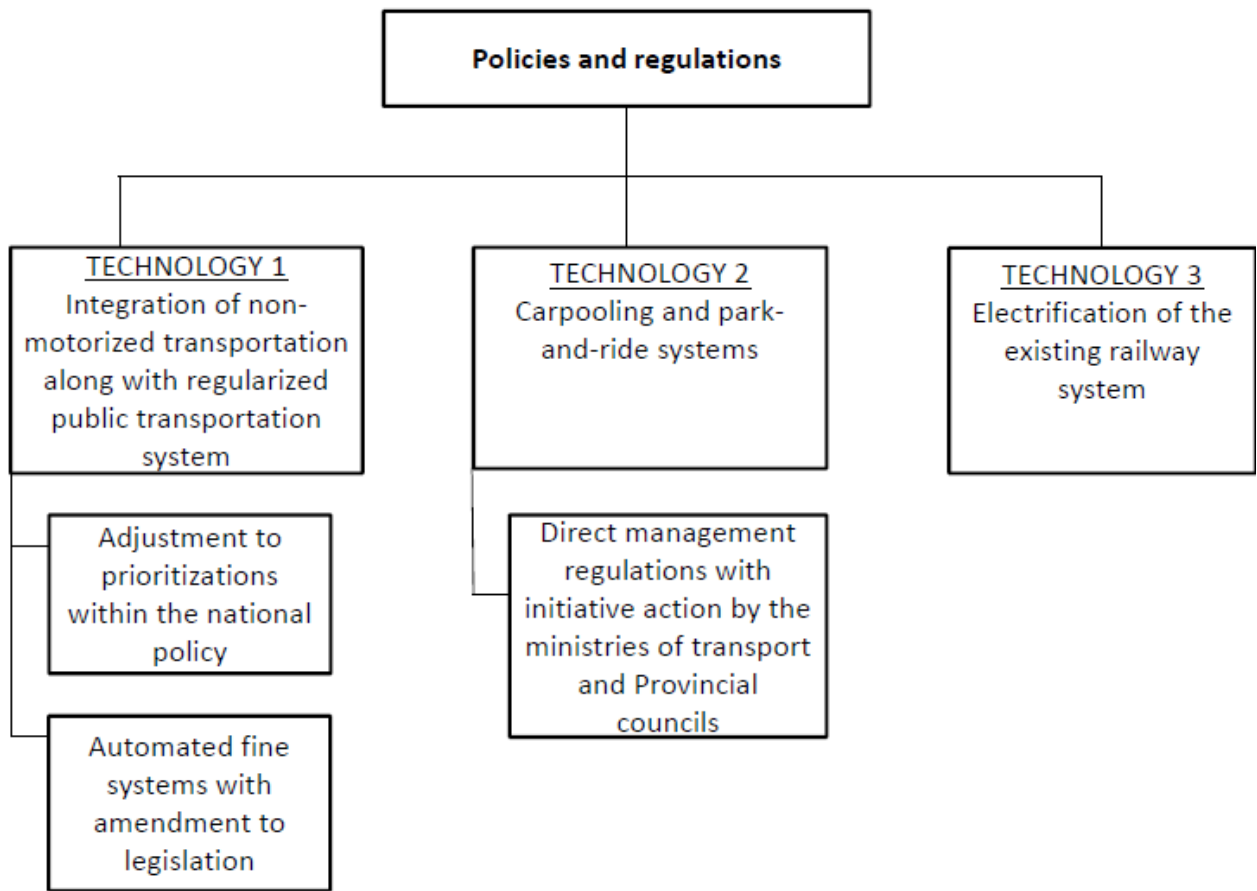 Policies and regulations
TECHNOLOGY 1
Integration of non-
motorized transportation
along with regularized
public transportation
system
Adjustment to
prioritizations
within the national
policy
Automated fine
systems with
amendment to
legislation
TECHNOLOGY 2
Carpooling and park-
and-ride systems
Direct management
regulations with
initiative action by the
ministries of transport
and Provincial
councils
TECHNOLOGY 3
Electrification of the
existing railway
system